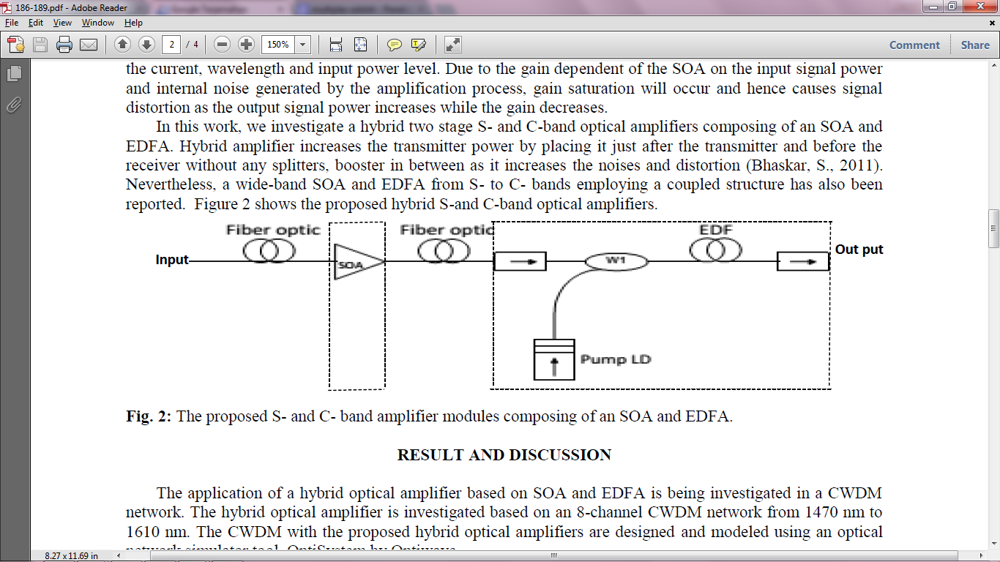 186-189.pdf - Adobe Reader
File Edit View Window Help
2 / 4
150%
Comment Share
the current, wavelength and input power level. Due to the gain dependent of the SOA on the input signal power
and internal noise generated by the amplification process, gain saturation will occur and hence causes signal
distortion as the output signal power increases while the gain decreases.
In this work, we investigate a hybrid two stage S- and C-band optical amplifiers composing of an SOA and
EDFA. Hybrid amplifier increases the transmitter power by placing it just after the transmitter and before the
receiver without any splitters, booster in between as it increases the noises and distortion (Bhaskar, S., 2011).
Nevertheless, a wide-band SOA and EDFA from S- to C- bands employing a coupled structure has also been
reported. Figure 2 shows the proposed hybrid S-and C-band optical amplifiers.
Fiber optic Fiber optic EDF
Input SOA W1 Out put
Pump LD
Fig. 2: The proposed S- and C- band amplifier modules composing of an SOA and EDFA.
RESULT AND DISCUSSION
The application of a hybrid optical amplifier based on SOA and EDFA is being investigated in a CWDM
network. The hybrid optical amplifier is investigated based on an 8-channel CWDM network from 1470 nm to
1610 nm. The CWDM with the proposed hybrid optical amplifiers are designed and modeled using an optical
network simulator tool, OptiSystem by Optiwave
8.27 x 11.69 in